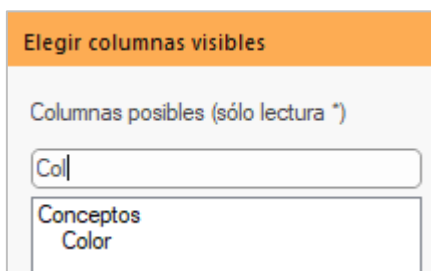 Elegir columnas visibles
Columnas posibles (sólo lectura *)
Col
Conceptos
Color